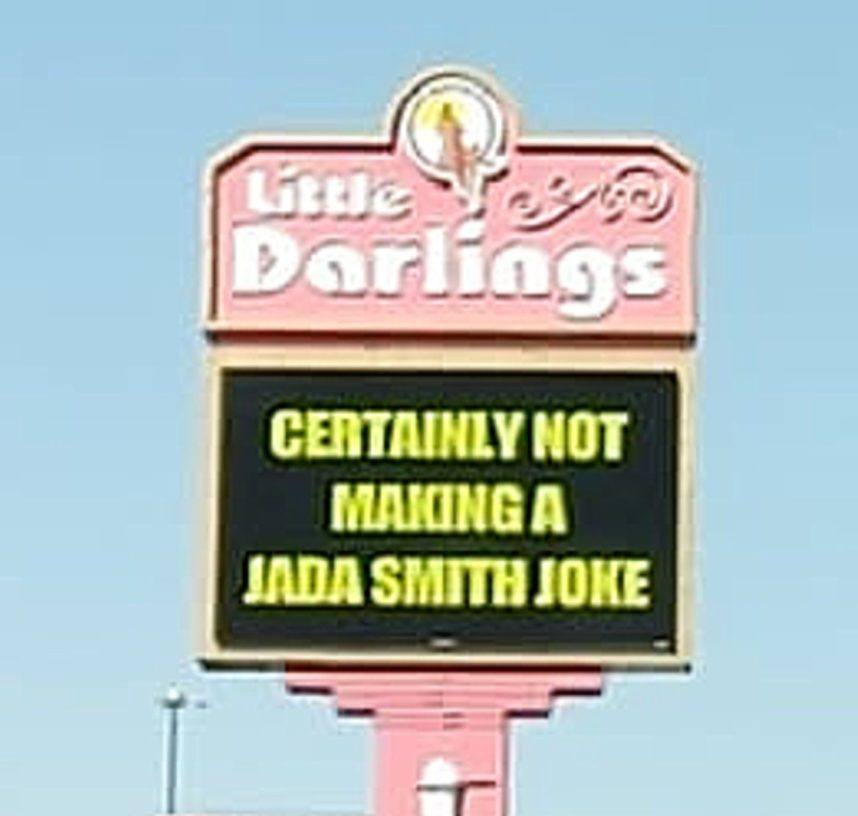 Little
Darlings
CERTAINLY NOT
MAKING A
JADA SMITH JOKE